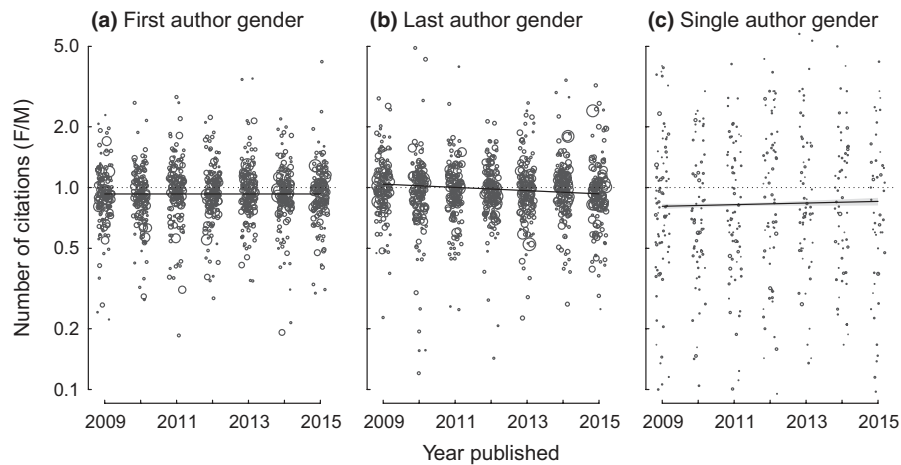 (a) First author gender
(b) Last author gender
(c) Single author gender
Number of citations (F/M)
5.0
2.0
1.0
0.5
0.2
0.1
2009 2011 2013 2015
2009 2011 2013 2015
2009 2011 2013 2015
Year published